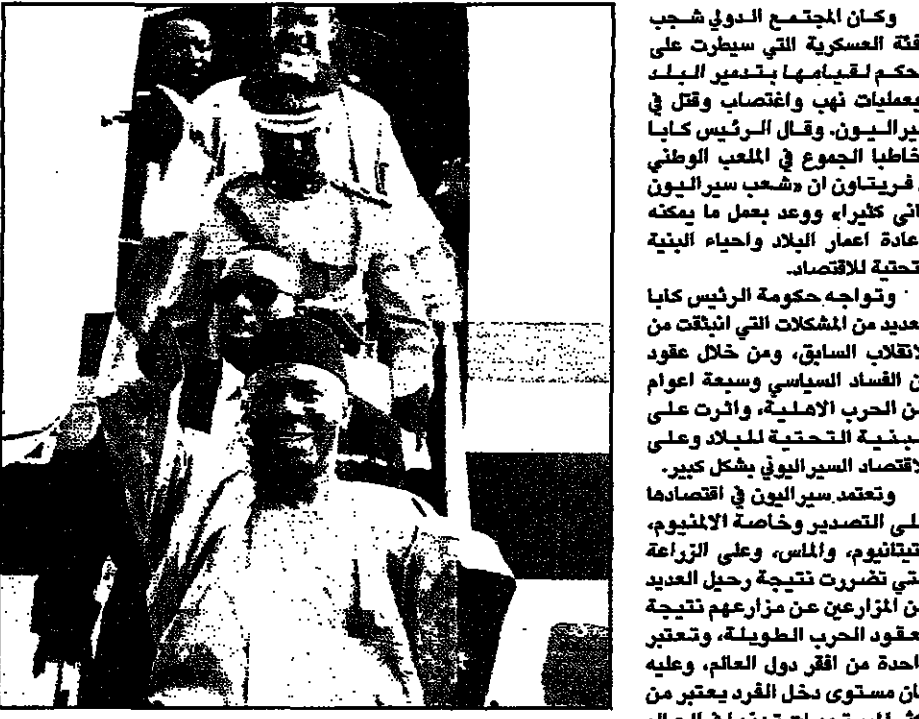 وكان المجتمع الدولي شجب
فئة العسكرية التي سيطرت على
حكم لقيامها بتدمير البلد
بعمليات نهب واغتصاب وقتل في
يراليون. وقال الرئيس كابا
خاطبا الجموع في الملعب الوطني
فريتاون ان «شعب سيراليون
انى كثيرا» ووعد بعمل ما يمكنه
عادة اعمار البلاد واحياء البنية
تحتية للاقتصاد.
وتواجه حكومة الرئيس كابا
عديد من المشكلات التي انبثقت من
لانقلاب السابق، ومن خلال عقود
ن الفساد السياسي وسبعة اعوام
ن الحرب الاهلية، واثرت على
لبنية التحتية للبلاد وعلى
لاقتصاد السيراليوني بشكل كبير.
وتعتمد سيراليون في اقتصادها
لى التصدير وخاصة الالمنيوم،
تيتانيوم، والماس، وعلى الزراعة
تي تضررت نتيجة رحيل العديد
ن المزارعين عن مزارعهم نتيجة
عقود الحرب الطويلة، وتعتبر
احدة من افقر دول العالم، وعليه
ان مستوى دخل الفرد يعتبر من